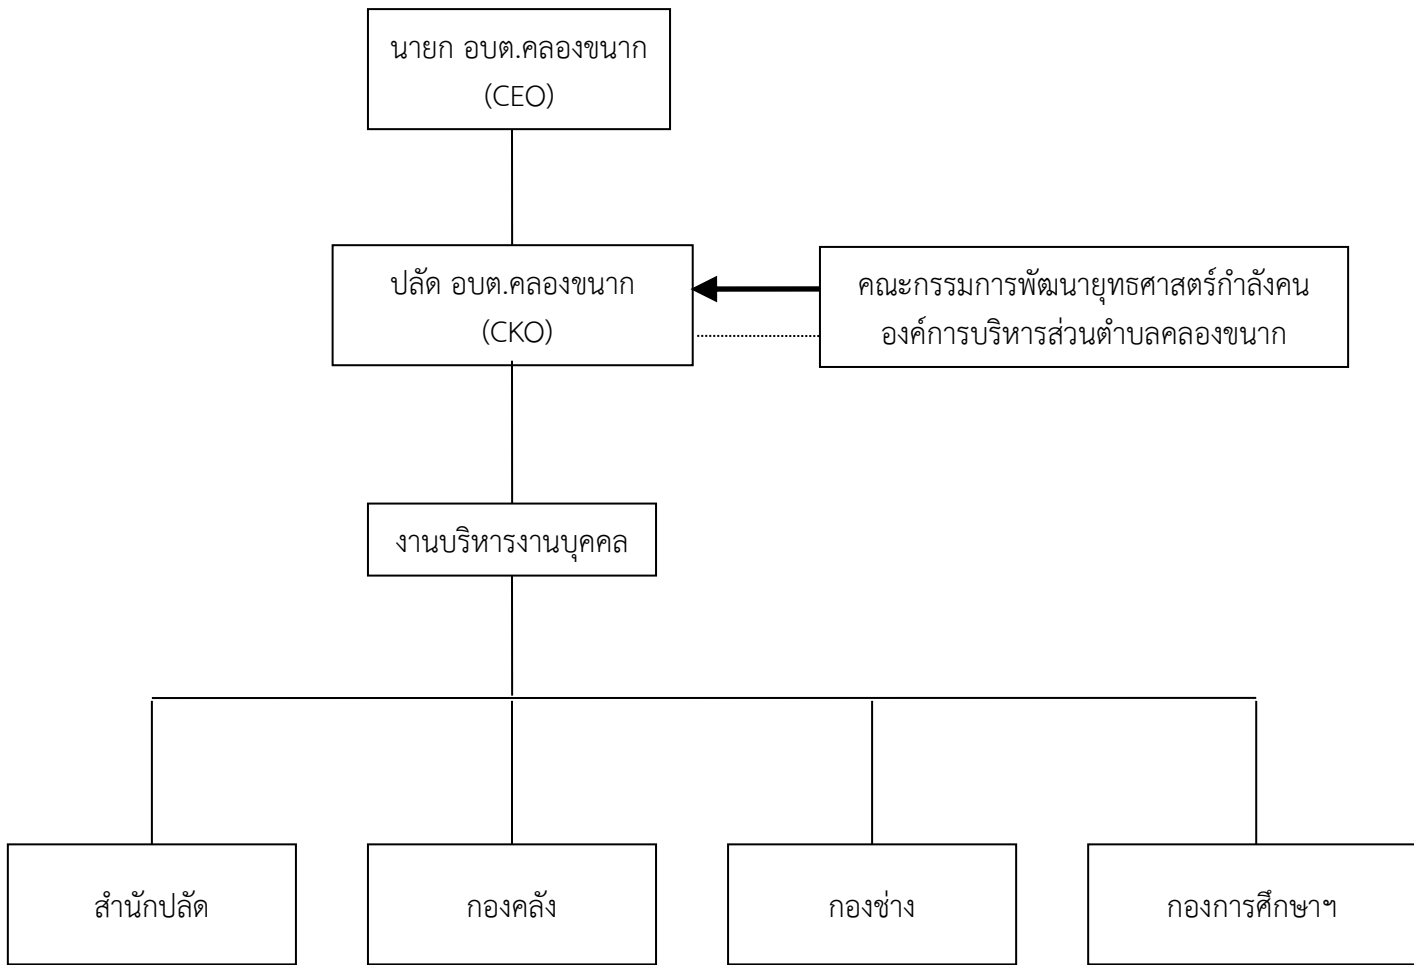 นายก อบต.คลองขนาก
(CEO)
ปลัด อบต.คลองขนาก
(CKO)
คณะกรรมการพัฒนายุทธศาสตร์กำลังคน
องค์การบริหารส่วนตำบลคลองขนาก
งานบริหารงานบุคคล
สำนักปลัด
กองคลัง
กองช่าง
กองการศึกษาฯ